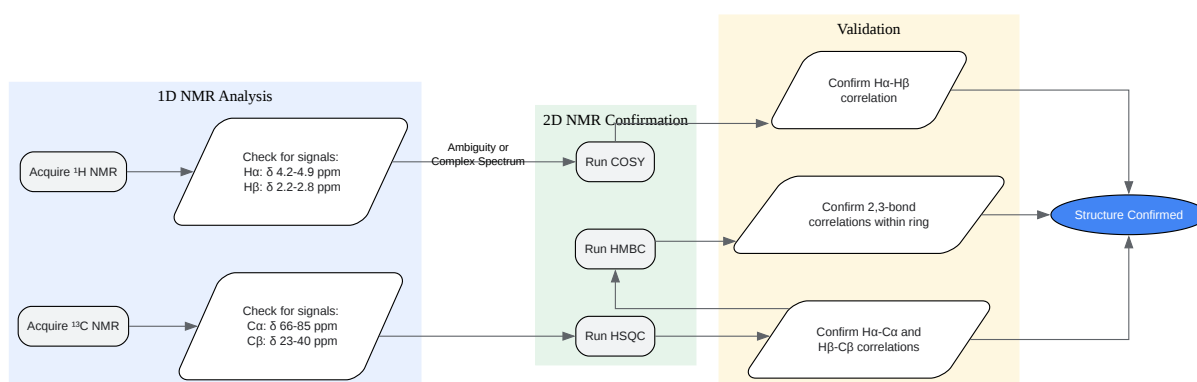 1D NMR Analysis
Acquire ¹H NMR
Check for signals:
Hα: δ 4.2-4.9 ppm
Hβ: δ 2.2-2.8 ppm
Acquire ¹³C NMR
Check for signals:
Cα: δ 66-85 ppm
Cβ: δ 23-40 ppm
Ambiguity or
Complex Spectrum
2D NMR Confirmation
Run COSY
Run HMBC
Run HSQC
Validation
Confirm Hα-Hβ
correlation
Confirm 2,3-bond
correlations within ring
Confirm Hα-Cα and
Hβ-Cβ correlations
Structure Confirmed